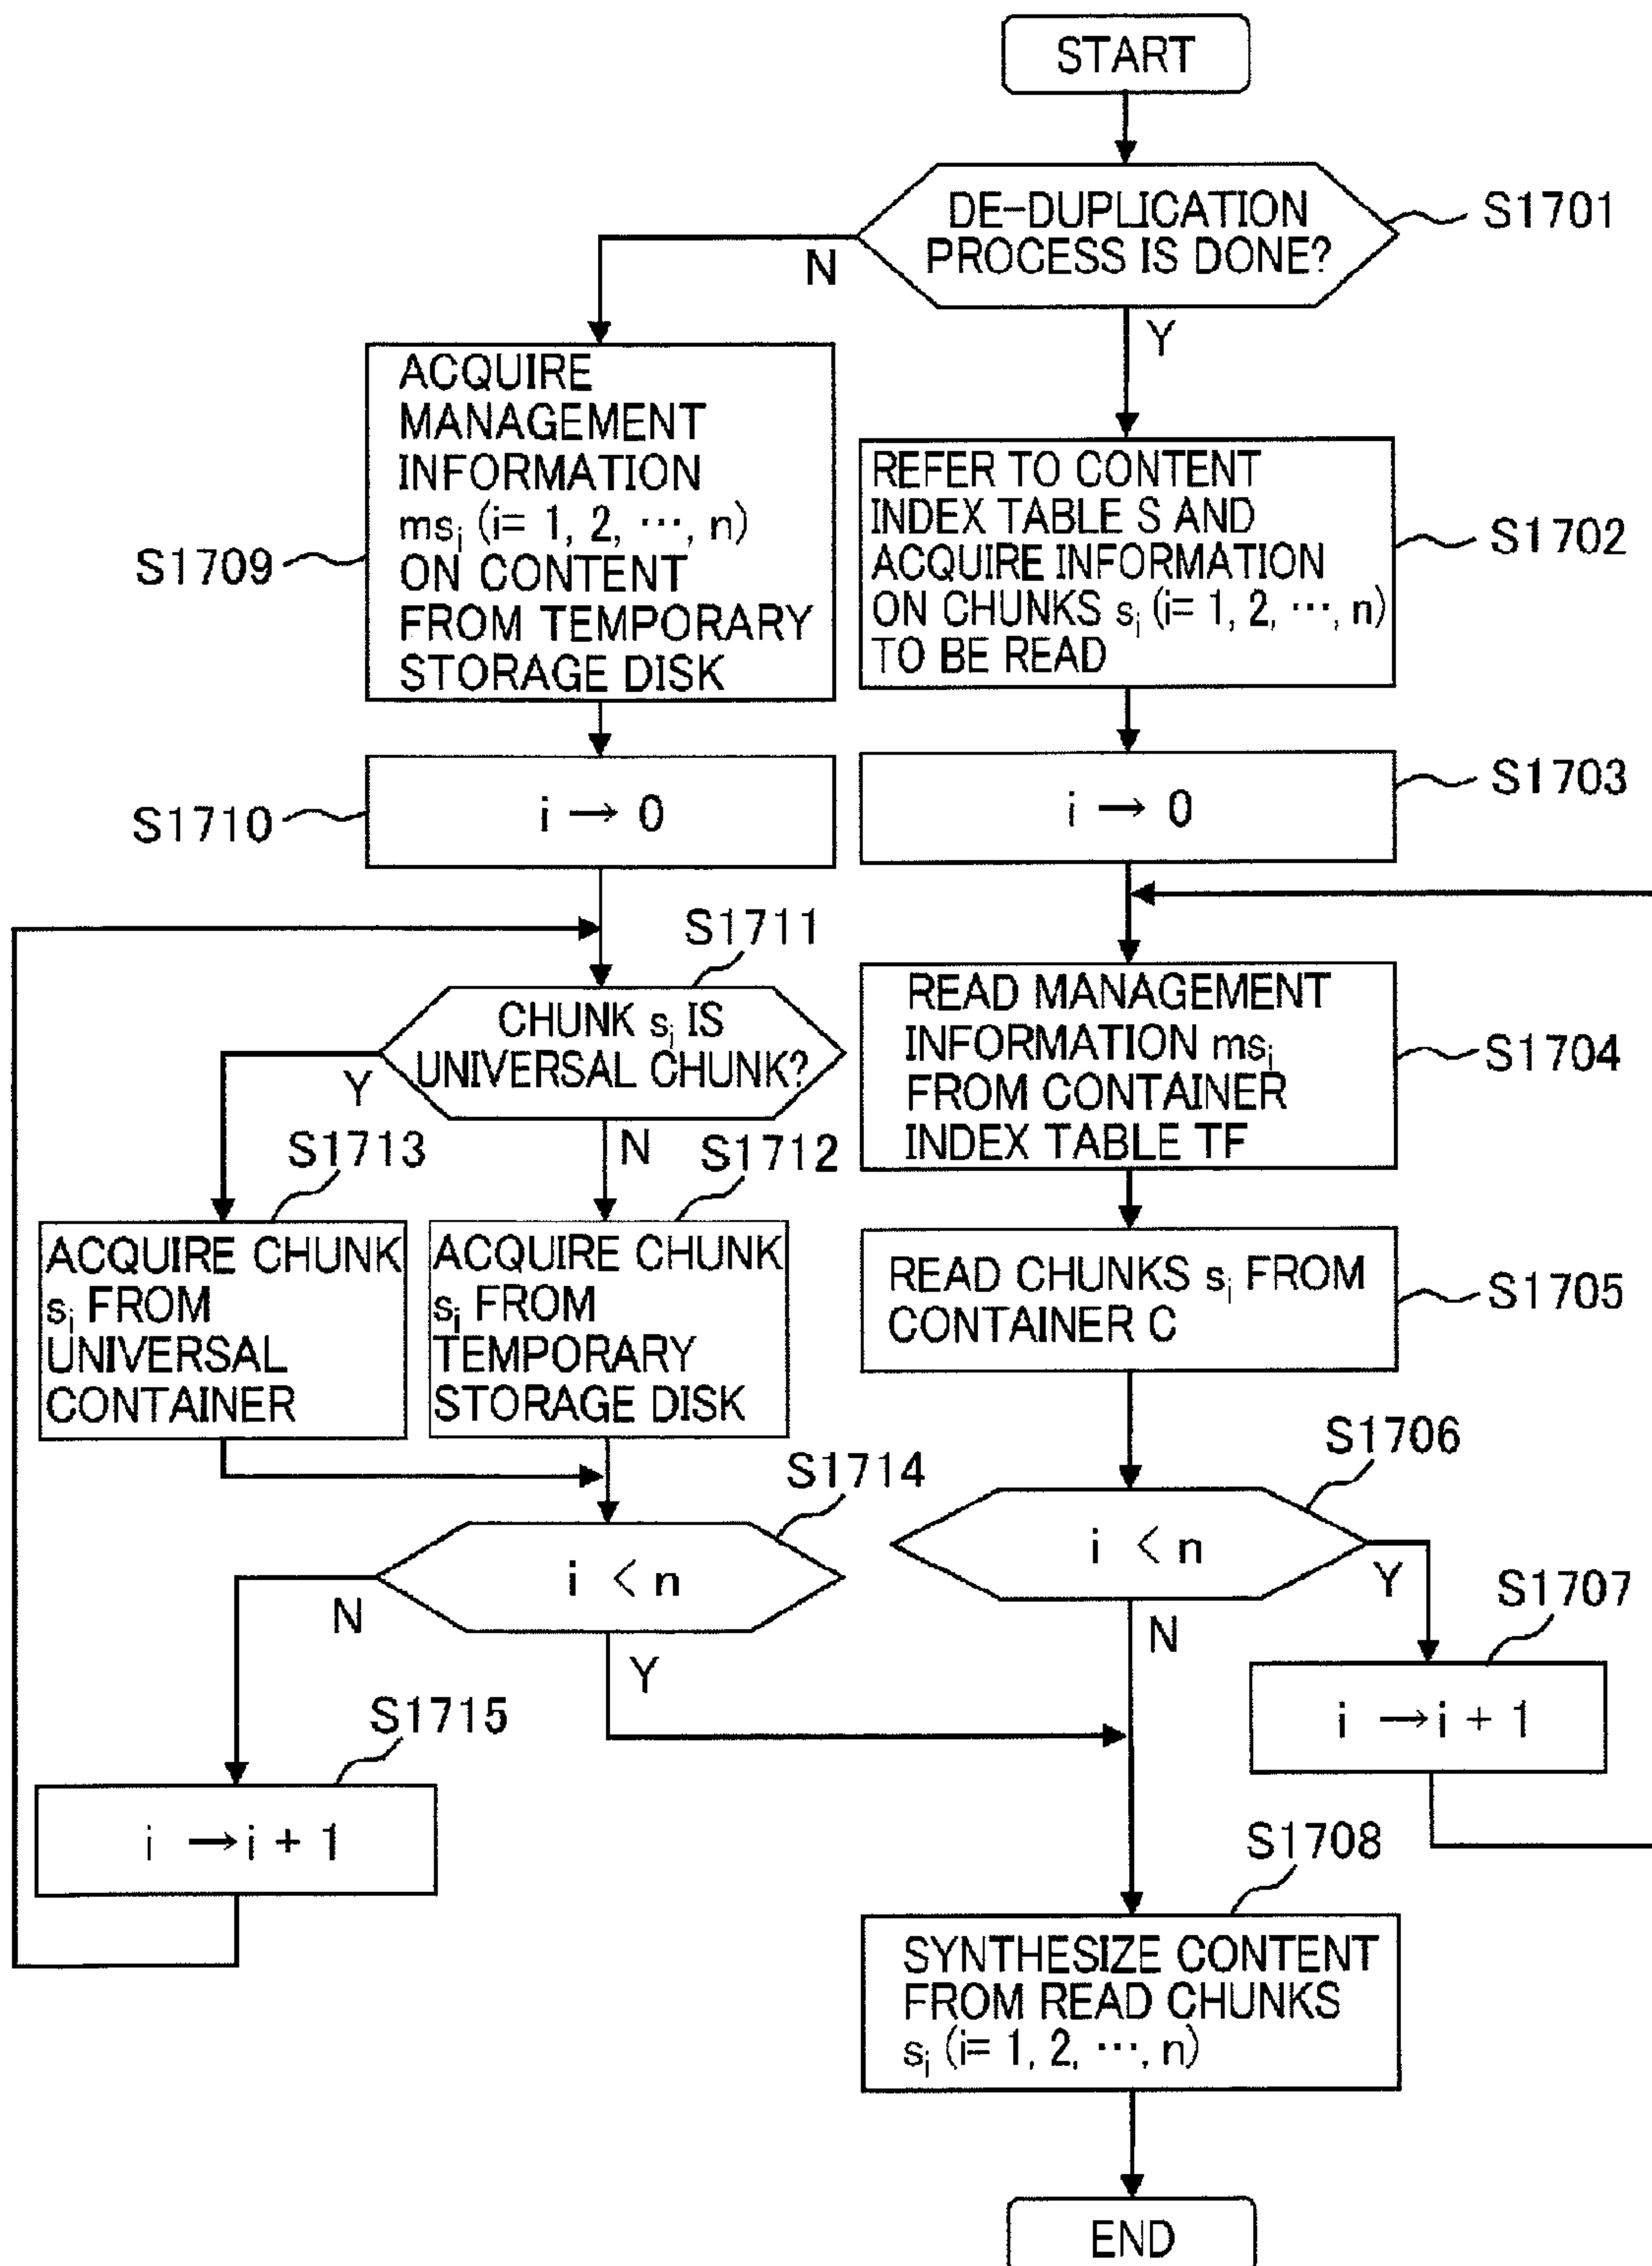 START
DE-DUPLICATION
PROCESS IS DONE?
S1701
N
Y
ACQUIRE
MANAGEMENT
INFORMATION
msᵢ (i= 1, 2, ⋯, n)
ON CONTENT
FROM TEMPORARY
STORAGE DISK
S1709
REFER TO CONTENT
INDEX TABLE S AND
ACQUIRE INFORMATION
ON CHUNKS sᵢ (i= 1, 2, ⋯, n)
TO BE READ
S1702
S1710
i → 0
i → 0
S1703
S1711
CHUNK sᵢ IS
UNIVERSAL CHUNK?
Y
N
READ MANAGEMENT
INFORMATION msᵢ
FROM CONTAINER
INDEX TABLE TF
S1704
S1713
ACQUIRE CHUNK
sᵢ FROM
UNIVERSAL
CONTAINER
S1712
ACQUIRE CHUNK
sᵢ FROM
TEMPORARY
STORAGE DISK
READ CHUNKS sᵢ FROM
CONTAINER C
S1705
S1714
i < n
N
Y
S1706
i < n
Y
N
S1707
i → i + 1
S1715
i → i + 1
S1708
SYNTHESIZE CONTENT
FROM READ CHUNKS
sᵢ (i= 1, 2, ⋯, n)
END